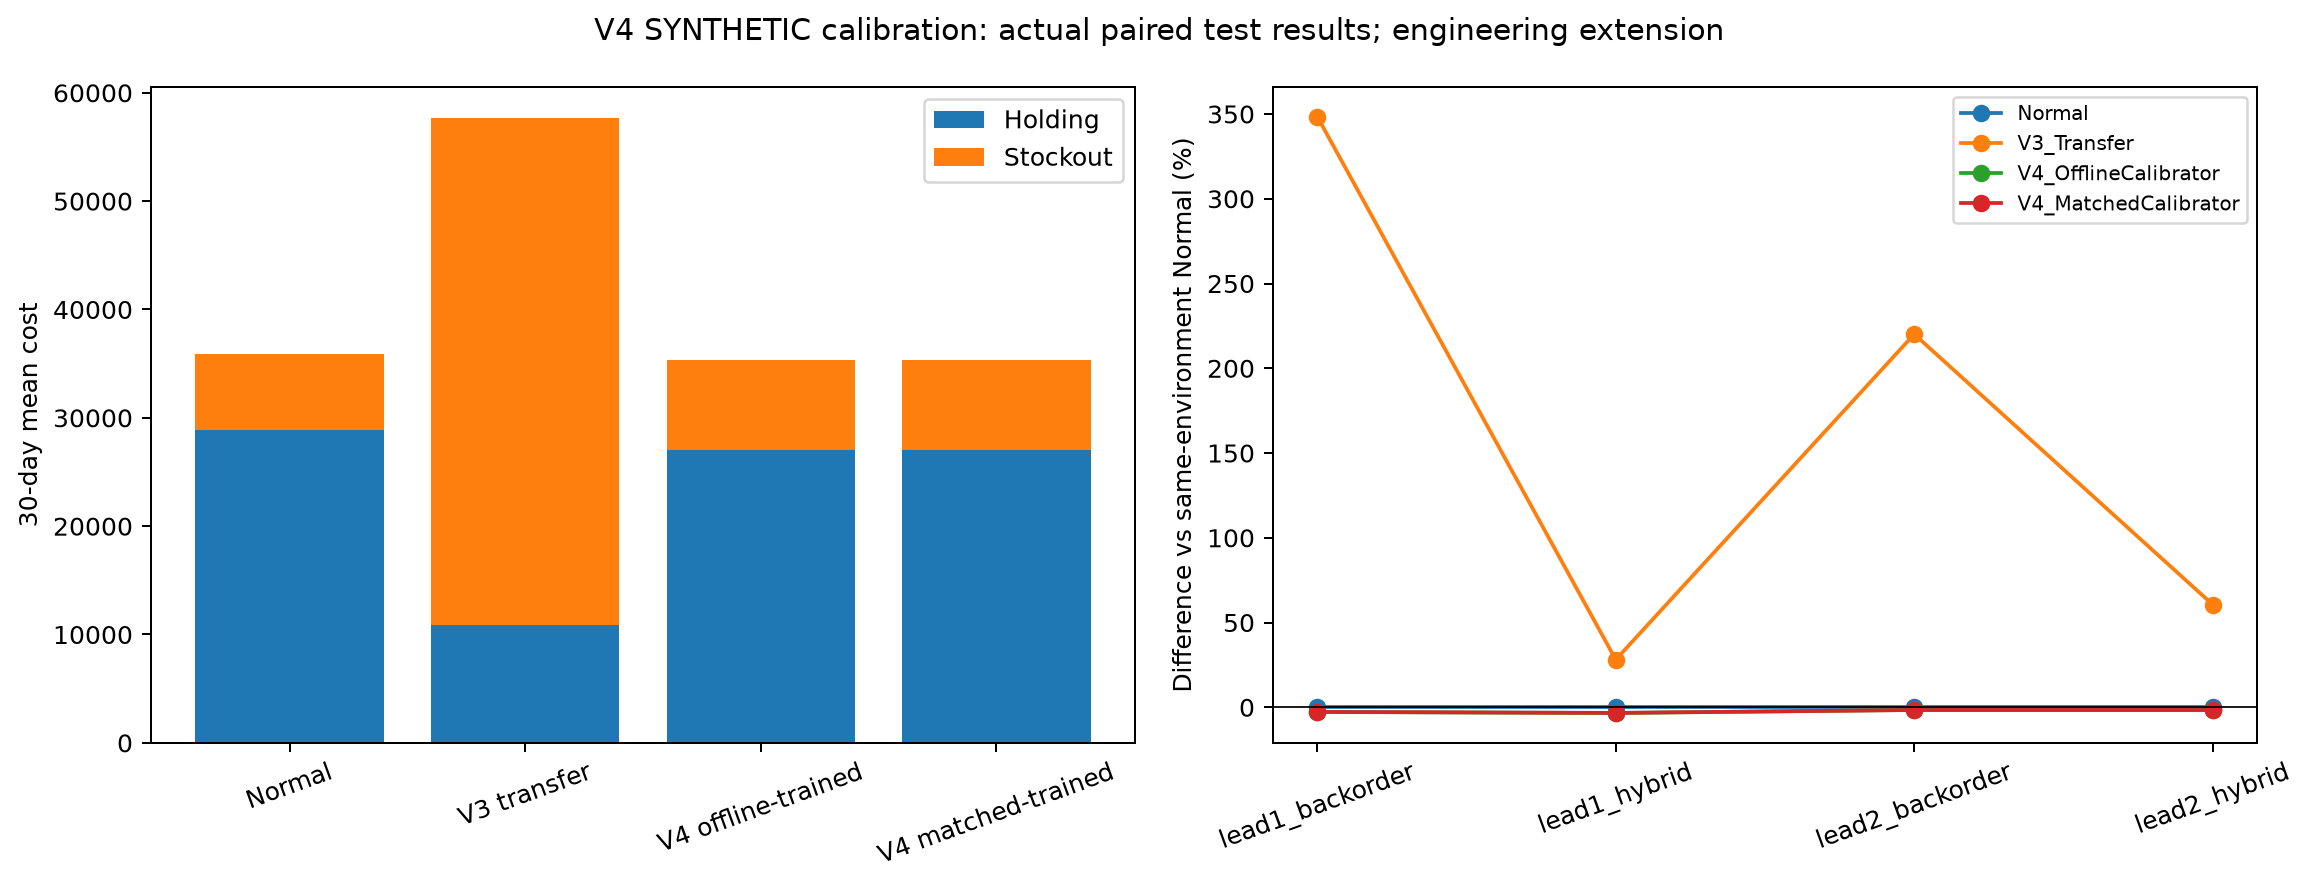 V4 SYNTHETIC calibration: actual paired test results; engineering extension
30-day mean cost
60000
50000
40000
30000
20000
10000
0
Holding
Stockout
Normal
V3 transfer
V4 offline-trained
V4 matched-trained
Difference vs same-environment Normal (%)
350
300
250
200
150
100
50
0
Normal
V3_Transfer
V4_OfflineCalibrator
V4_MatchedCalibrator
lead1_backorder
lead1_hybrid
lead2_backorder
lead2_hybrid